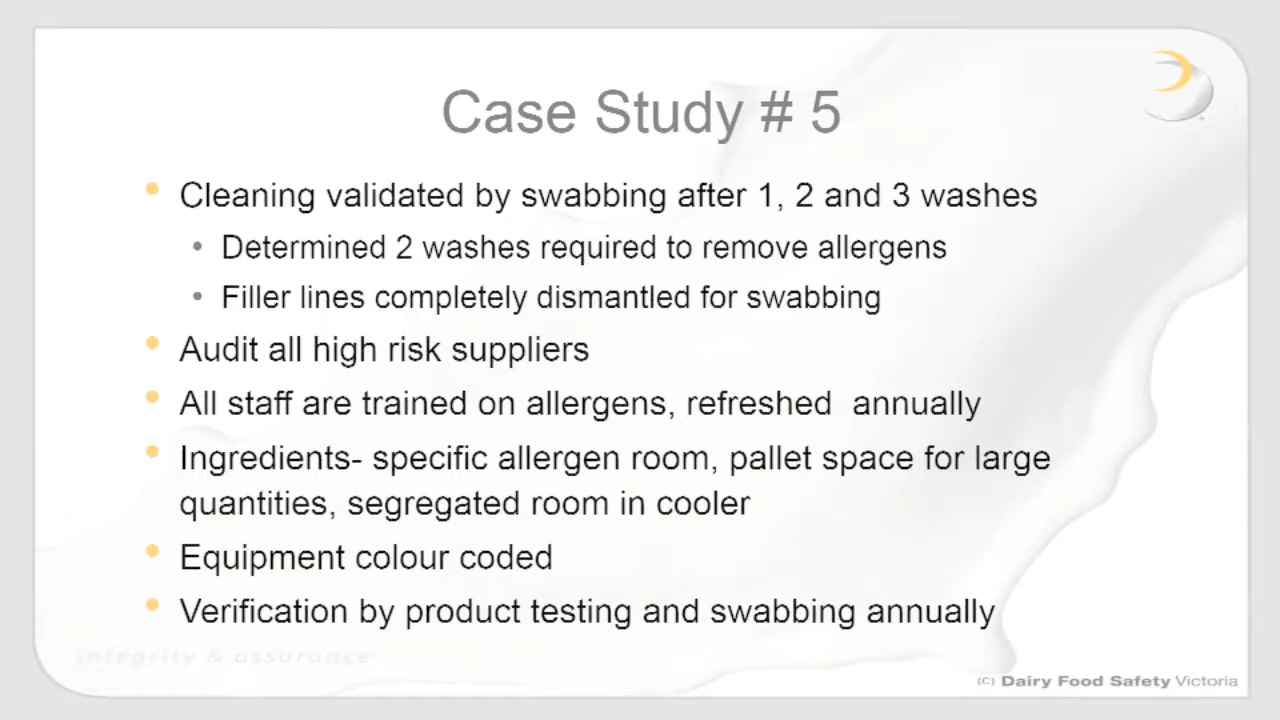 Case Study # 5
• Cleaning validated by swabbing after 1, 2 and 3 washes
• Determined 2 washes required to remove allergens
• Filler lines completely dismantled for swabbing
• Audit all high risk suppliers
• All staff are trained on allergens, refreshed  annually
• Ingredients- specific allergen room, pallet space for large
quantities, segregated room in cooler
• Equipment colour coded
• Verification by product testing and swabbing annually
integrity & assurance
(C) Dairy Food Safety Victoria